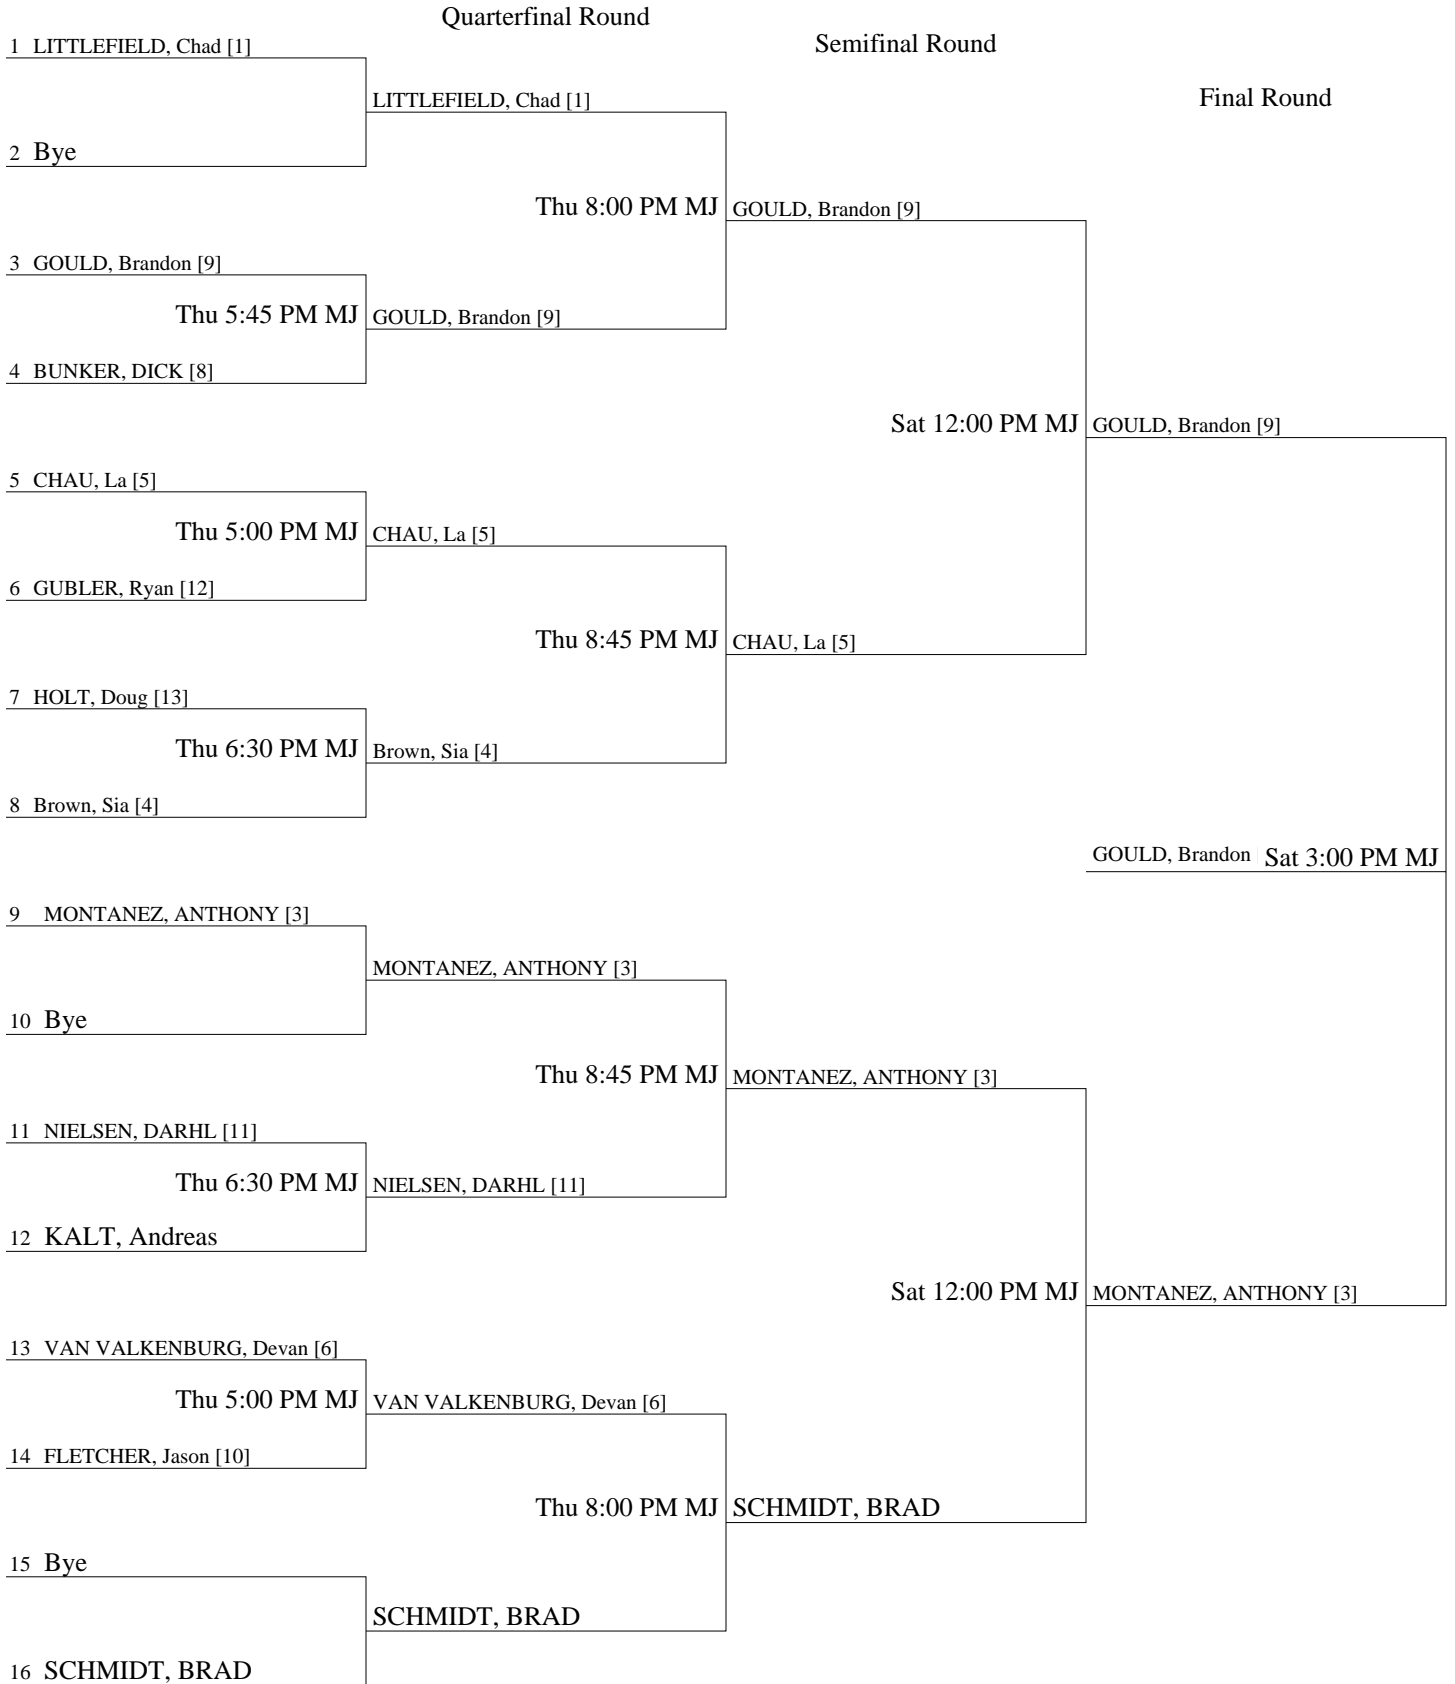 Quarterfinal Round
1 LITTLEFIELD, Chad [1]
Semifinal Round
LITTLEFIELD, Chad [1]
Final Round
2 Bye
Thu 8:00 PM MJ
GOULD, Brandon [9]
3 GOULD, Brandon [9]
Thu 5:45 PM MJ
GOULD, Brandon [9]
4 BUNKER, DICK [8]
Sat 12:00 PM MJ
GOULD, Brandon [9]
5 CHAU, La [5]
Thu 5:00 PM MJ
CHAU, La [5]
6 GUBLER, Ryan [12]
Thu 8:45 PM MJ
CHAU, La [5]
7 HOLT, Doug [13]
Thu 6:30 PM MJ
Brown, Sia [4]
8 Brown, Sia [4]
GOULD, Brandon
Sat 3:00 PM MJ
9 MONTANEZ, ANTHONY [3]
MONTANEZ, ANTHONY [3]
10 Bye
Thu 8:45 PM MJ
MONTANEZ, ANTHONY [3]
11 NIELSEN, DARHL [11]
Thu 6:30 PM MJ
NIELSEN, DARHL [11]
12 KALT, Andreas
Sat 12:00 PM MJ
MONTANEZ, ANTHONY [3]
13 VAN VALKENBURG, Devan [6]
Thu 5:00 PM MJ
VAN VALKENBURG, Devan [6]
14 FLETCHER, Jason [10]
Thu 8:00 PM MJ
SCHMIDT, BRAD
15 Bye
SCHMIDT, BRAD
16 SCHMIDT, BRAD